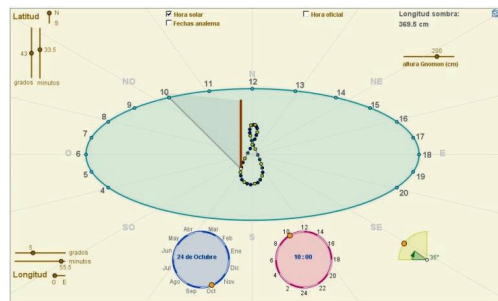 Latitud
N
S
43
33.5
grados minutos
Hora solar
Fechas analema
Hora oficial
Longitud sombra:
369.5 cm
200
altura Gnomon (cm)
N
NO
NE
O
E
SO
S
SE
4
5
6
7
8
9
10
11
12
13
14
15
16
17
18
19
20
5
grados
minutos
55.5
Longitud
O E
Abr
Mar
May
Feb
Jun
Ene
Jul
Dic
Ago
Nov
Sep
Oct
24 de Octubre
12
14
10
16
8
18
6
20
4
22
2
24
10:00